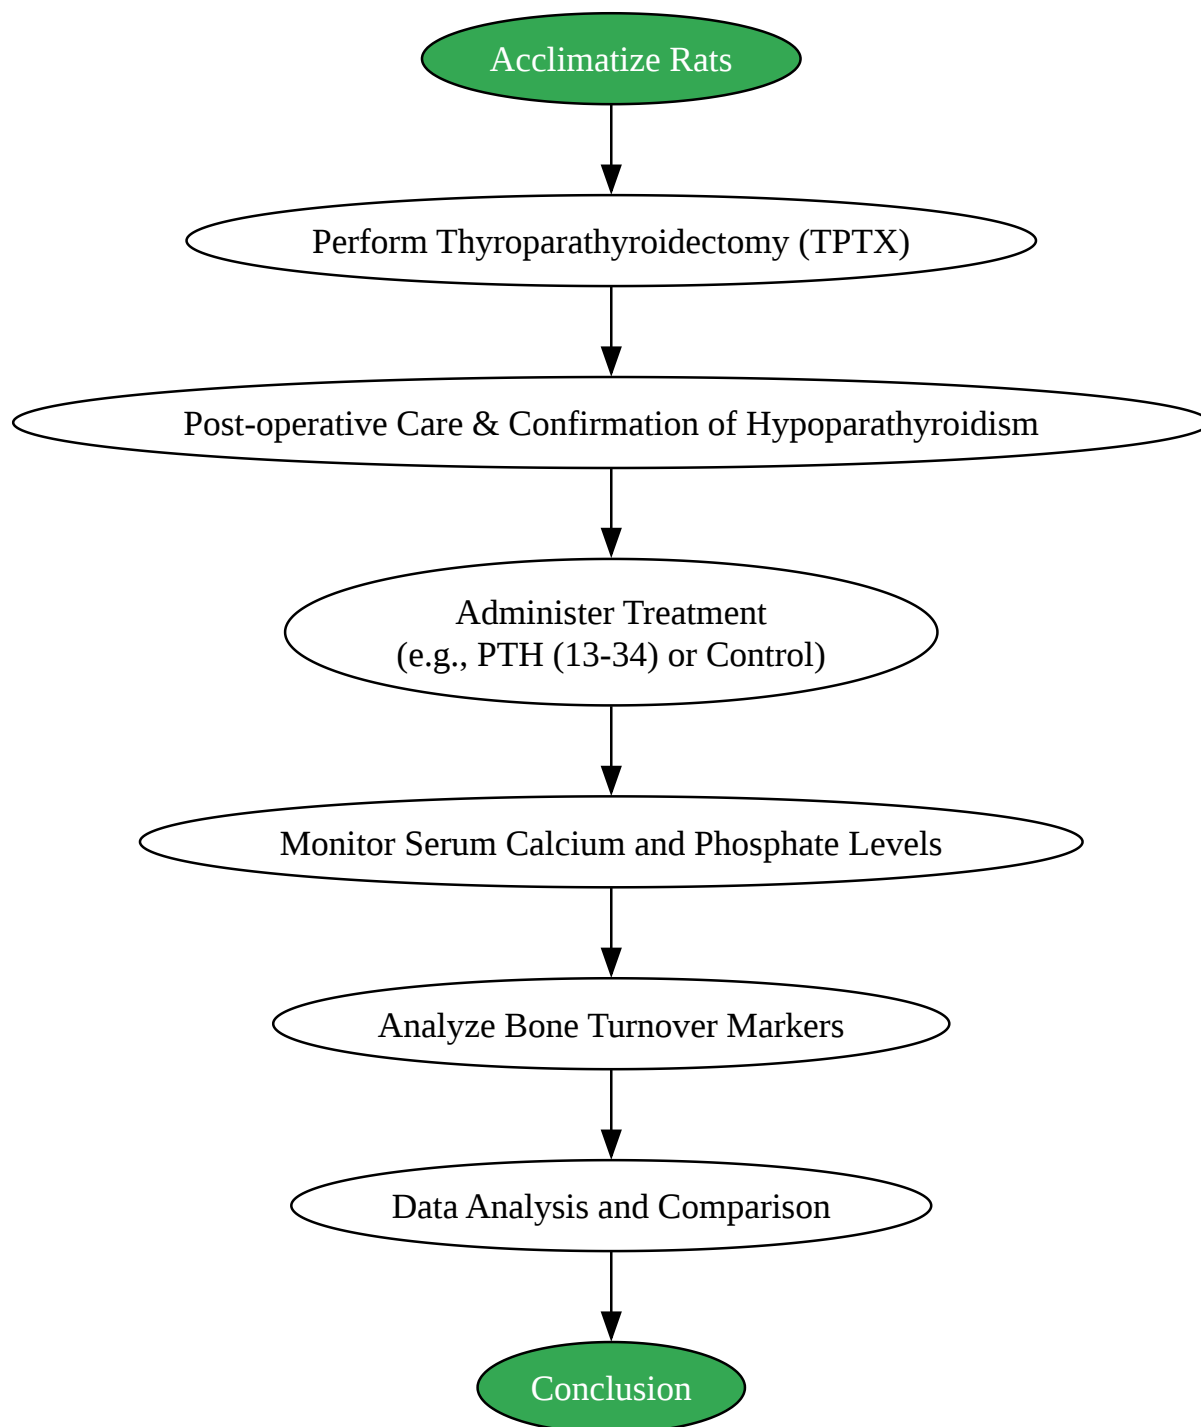 Acclimatize Rats
Perform Thyroparathyroidectomy (TPTX)
Post-operative Care & Confirmation of Hypoparathyroidism
Administer Treatment
(e.g., PTH (13-34) or Control)
Monitor Serum Calcium and Phosphate Levels
Analyze Bone Turnover Markers
Data Analysis and Comparison
Conclusion